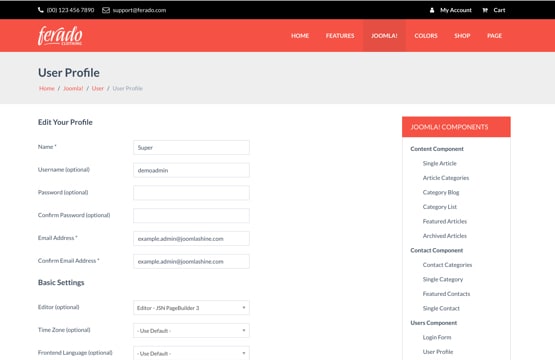 (00) 123 456 7890 support@ferado.com My Account Cart
ferado
CLOTHING
HOME FEATURES JOOMLA! COLORS SHOP PAGE
User Profile
Home / Joomla! / User / User Profile
Edit Your Profile
Name * Super
Username (optional) demoadmin
Password (optional)
Confirm Password (optional)
Email Address * example.admin@joomlashine.com
Confirm Email Address * example.admin@joomlashine.com
Basic Settings
Editor (optional) Editor - JSN PageBuilder 3
Time Zone (optional) - Use Default -
Frontend Language (optional) - Use Default -
JOOMLA! COMPONENTS
Content Component
Single Article
Article Categories
Category Blog
Category List
Featured Articles
Archived Articles
Contact Component
Contact Categories
Single Category
Featured Contacts
Single Contact
Users Component
Login Form
User Profile